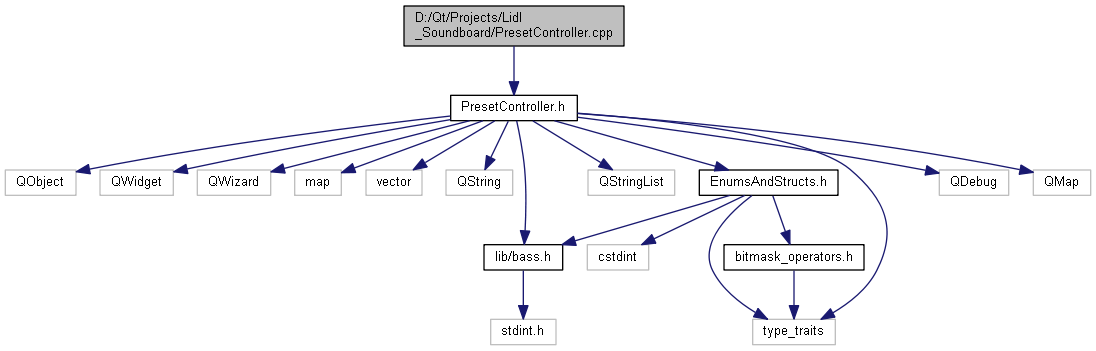 D:/Qt/Projects/Lidl
_Soundboard/PresetController.cpp
PresetController.h
QObject
QWidget
QWizard
map
vector
QString
QStringList
EnumsAndStructs.h
QDebug
QMap
lib/bass.h
cstdint
bitmask_operators.h
stdint.h
type_traits